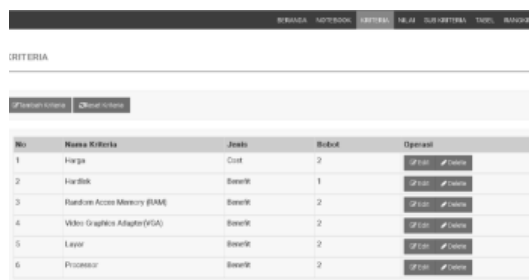 BERANDA NOTEBOOK KRITERIA NILAI SUB KRITERIA TABEL RANGKI
KRITERIA
Tambah Kriteria Reset Kriteria
No Nama Kriteria Jenis Bobot Operasi
1 Harga Cost 2 Edit Delete
2 Hardisk Benefit 1 Edit Delete
3 Random Acces Memory (RAM) Benefit 2 Edit Delete
4 Video Graphics Adapter(VGA) Benefit 2 Edit Delete
5 Layar Benefit 2 Edit Delete
6 Processor Benefit 2 Edit Delete